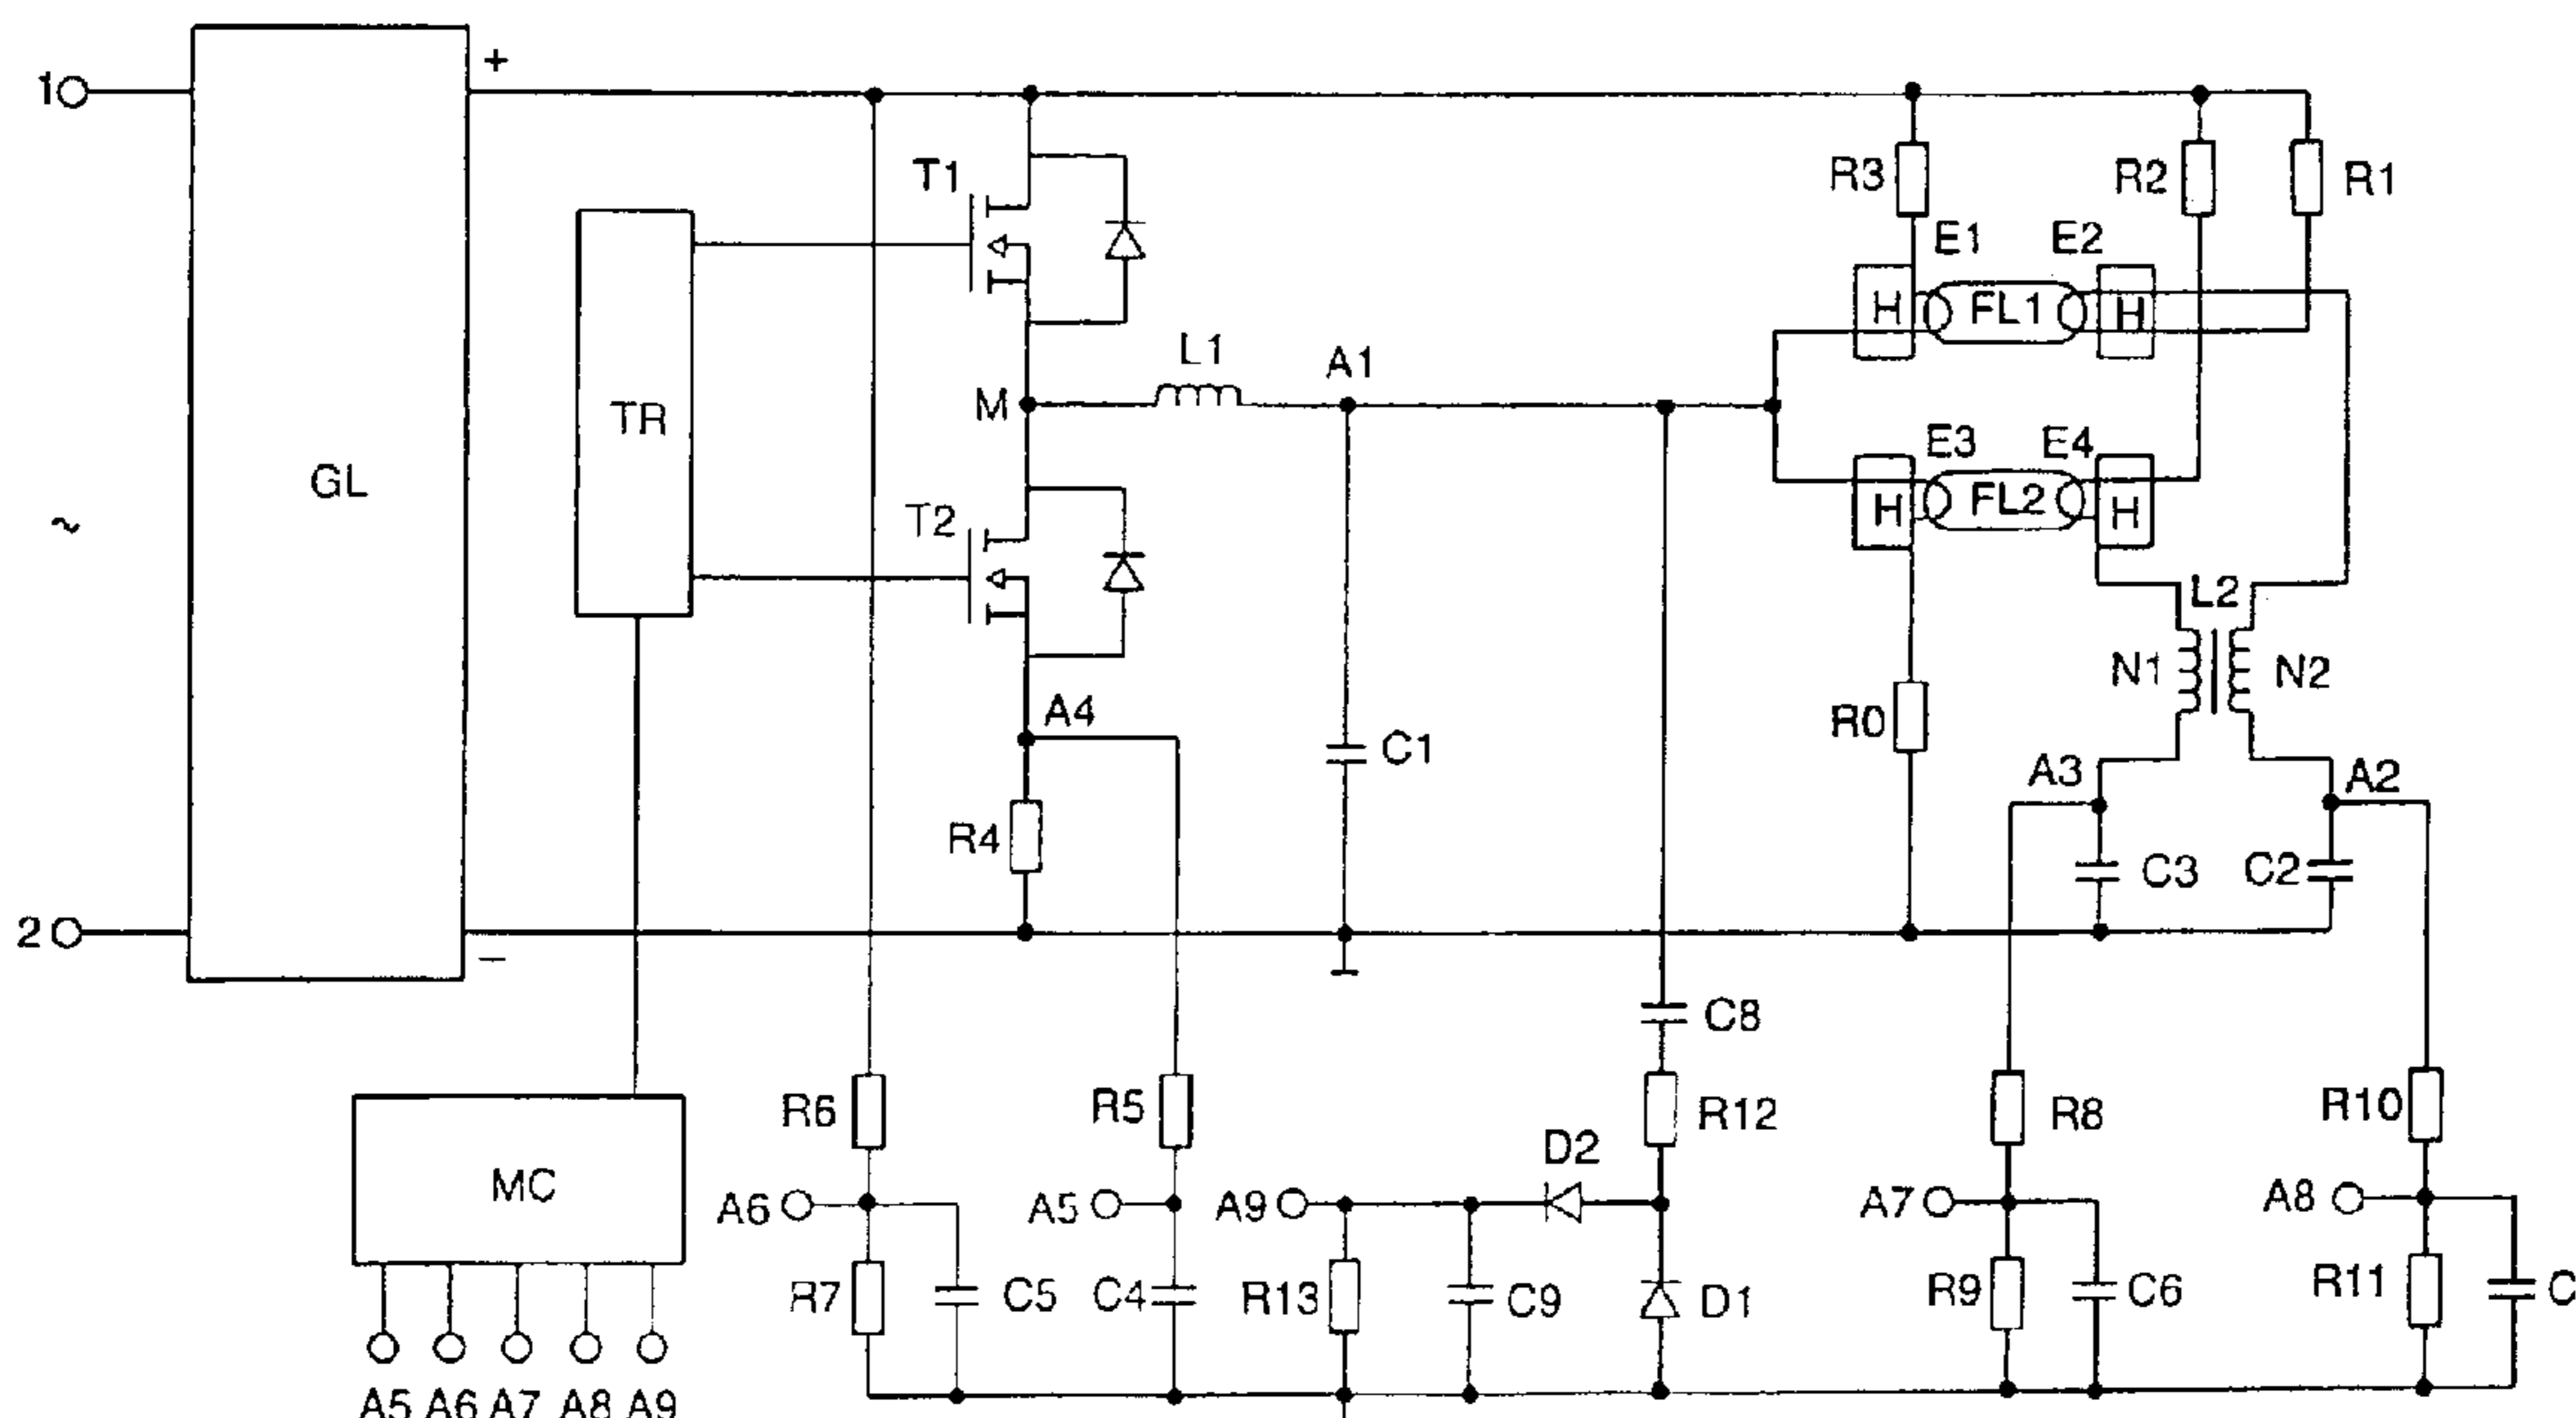 1
+
T1
R3
R2
R1
E1
E2
H
FL1
H
L1
A1
M
TR
GL
~
T2
E3
E4
H
FL2
H
L2
N1
N2
A4
R0
C1
A3
A2
R4
C3
C2
2
–
C8
R6
R5
R12
R8
R10
MC
D2
A6
A5
A9
A7
A8
R7
C5
C4
R13
C9
D1
R9
C6
R11
C
A5 A6 A7 A8 A9